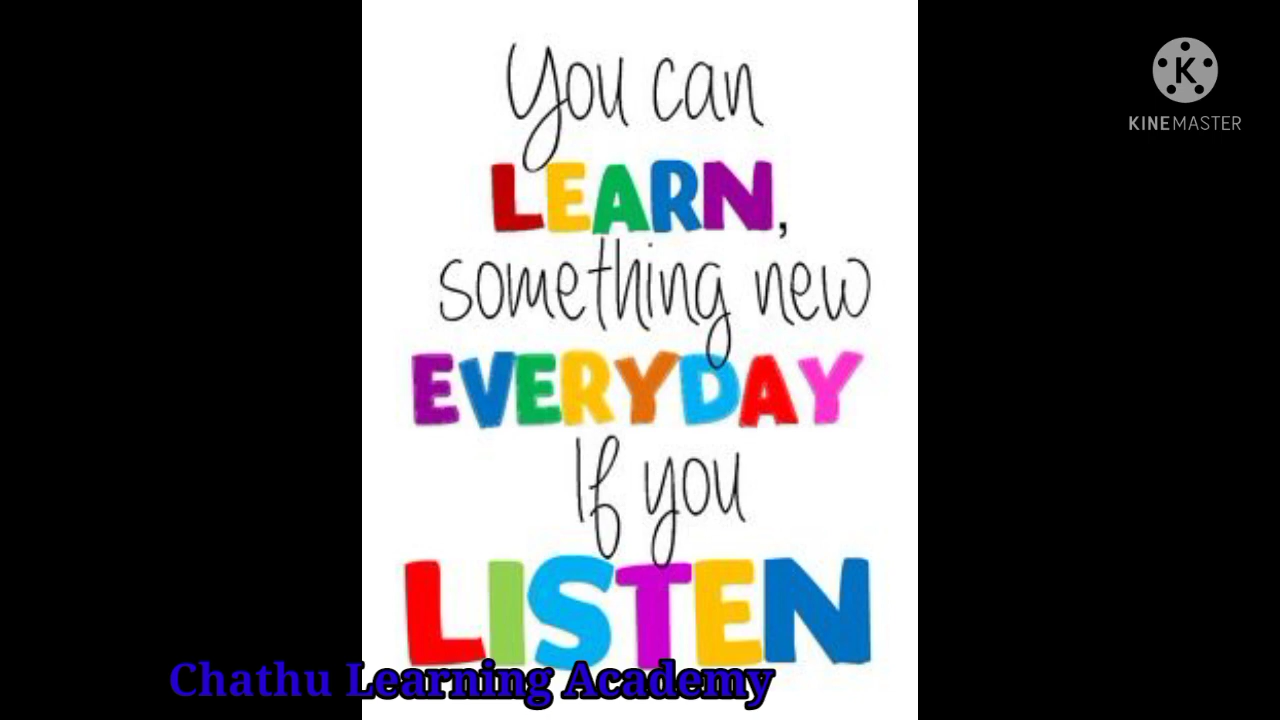 You can
LEARN,
something new
EVERYDAY
If you
LISTEN
Chathu Learning Academy
K
KINEMASTER